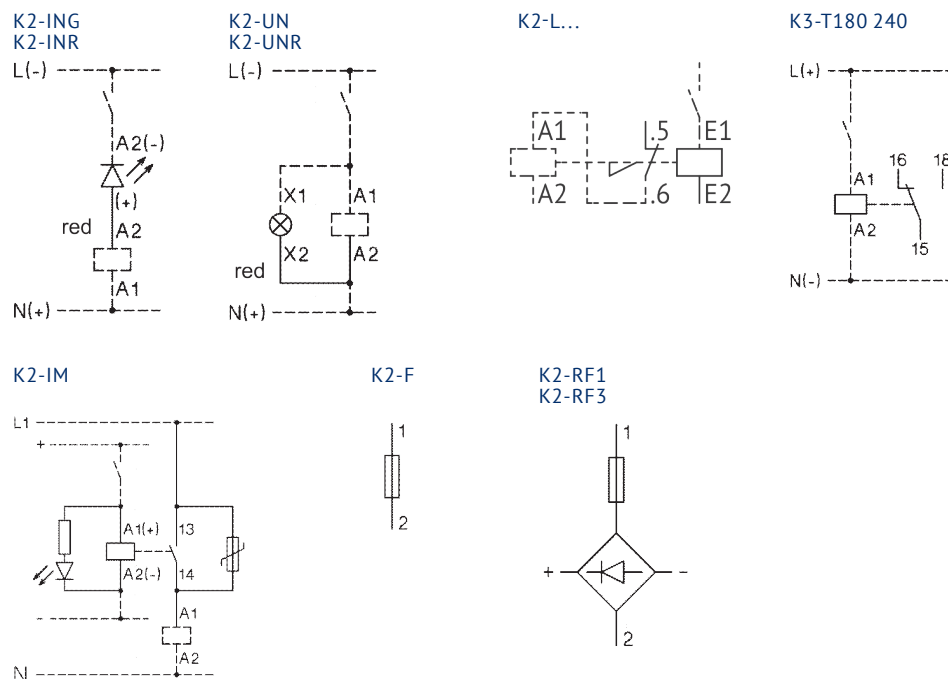 K2-ING
K2-INR
L(-)
A2(-)
(+)
red
A2
A1
N(+)
K2-UN
K2-UNR
L(-)
X1
A1
X2
A2
red
N(+)
K2-L...
A1
.5
E1
A2
.6
E2
K3-T180 240
L(+)
16
18
A1
A2
15
N(-)
K2-IM
L1
+
A1(+)
13
A2(-)
14
-
A1
A2
N
K2-F
1
2
K2-RF1
K2-RF3
1
+
-
2